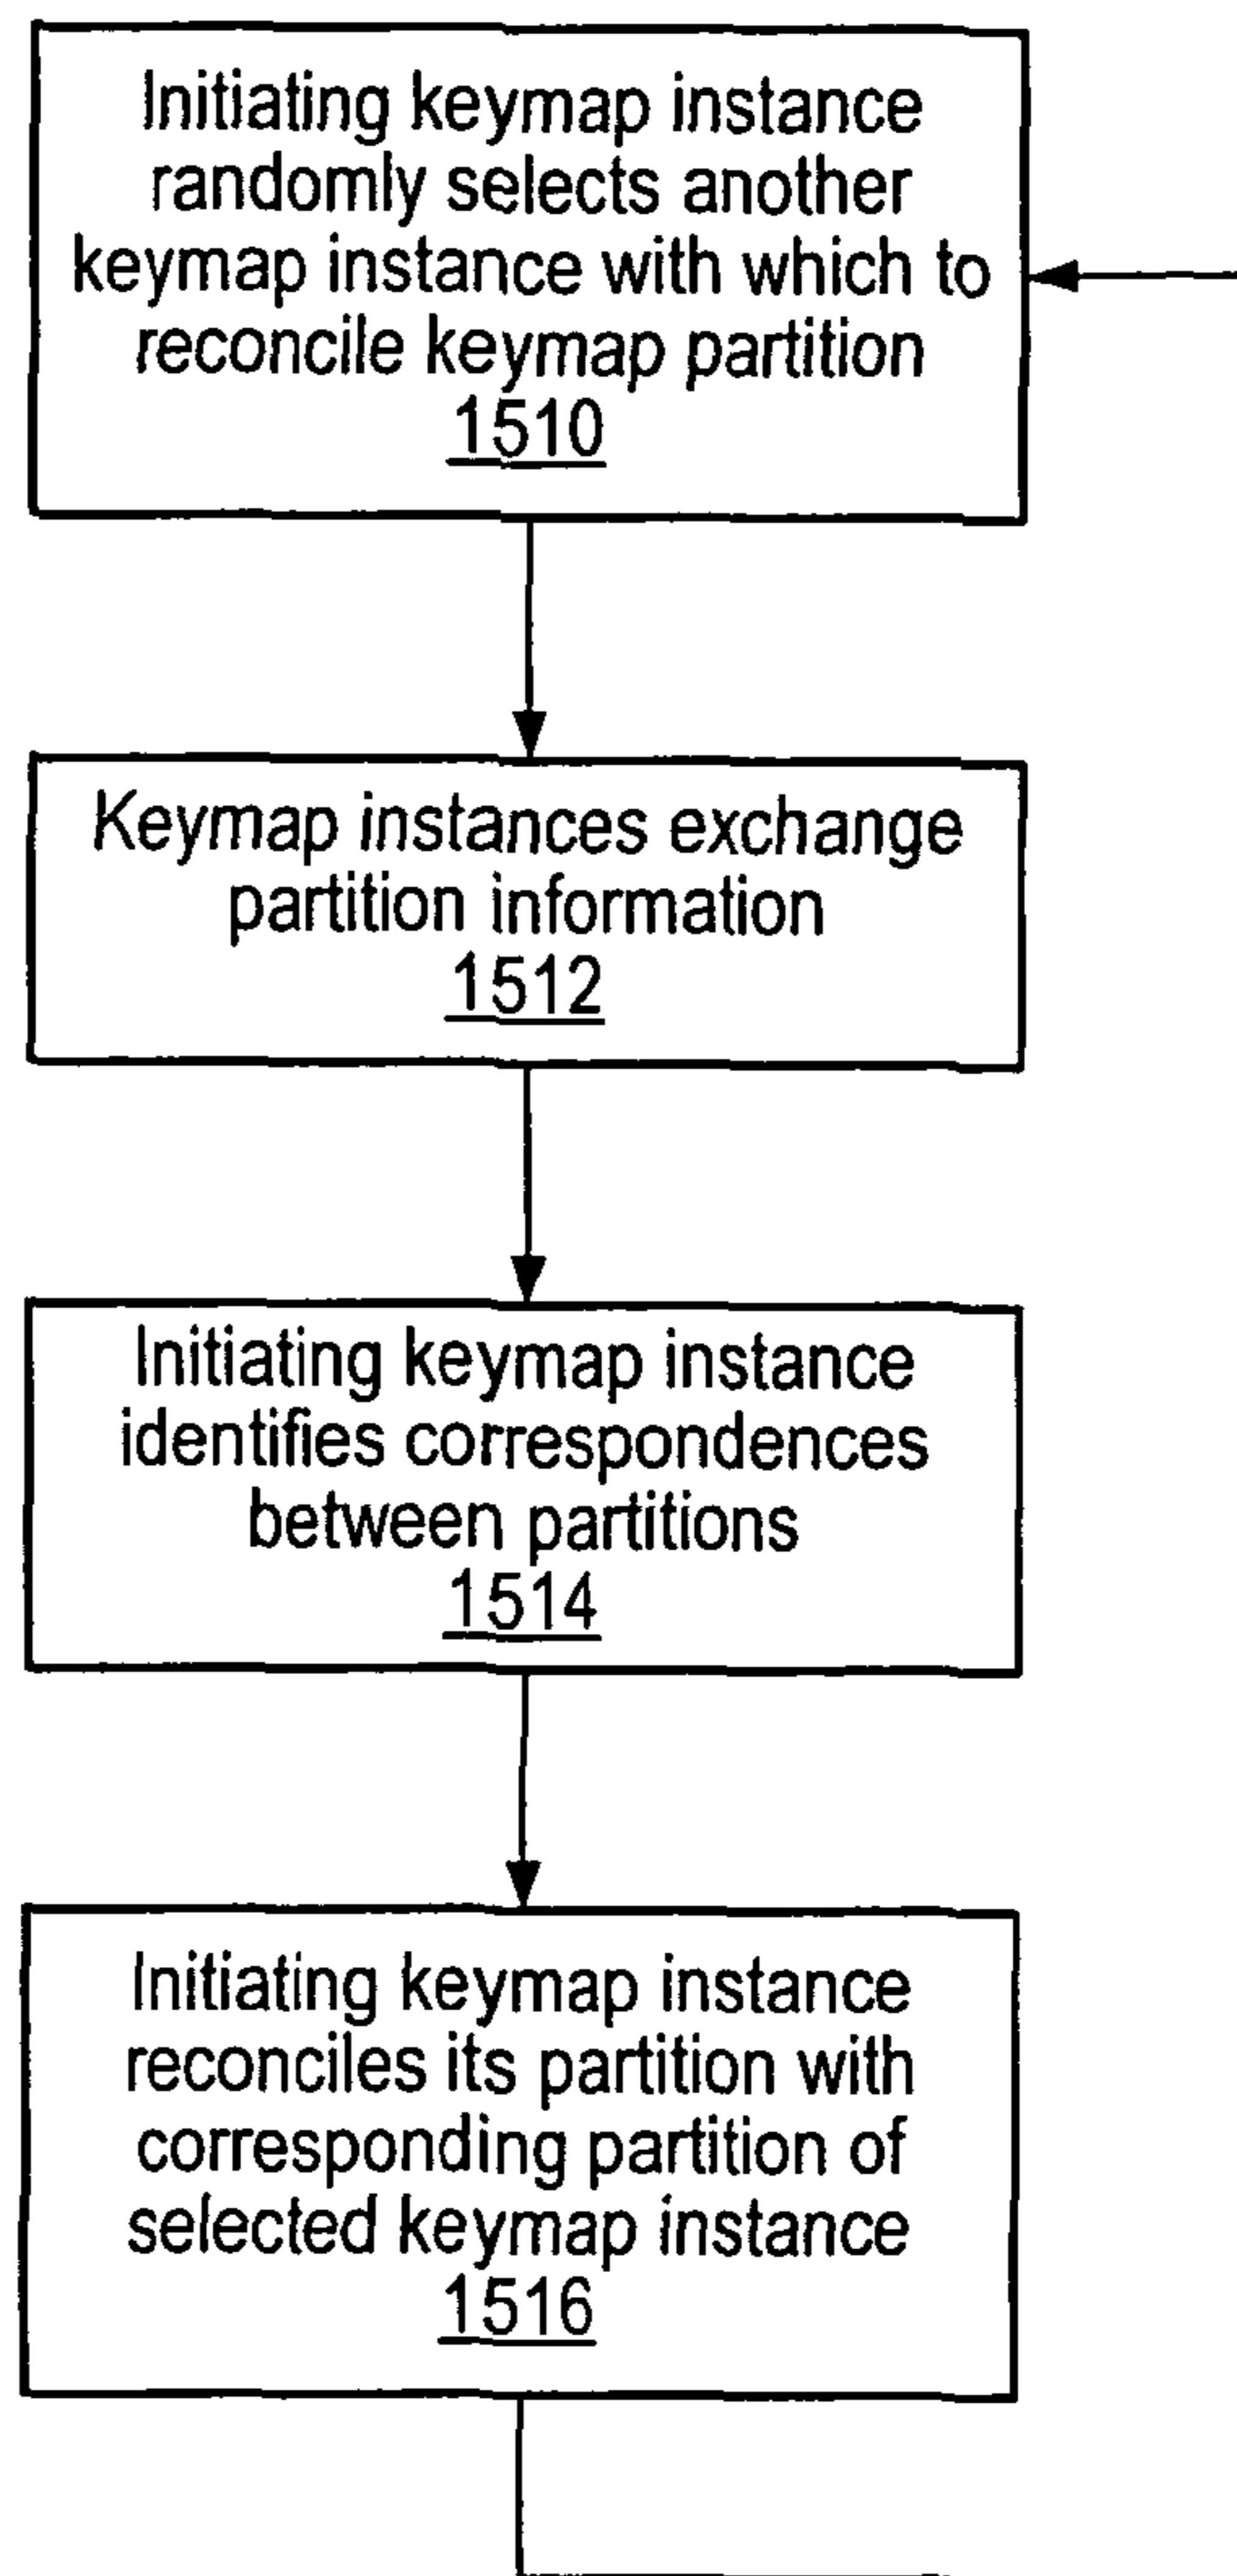 Initiating keymap instance
randomly selects another
keymap instance with which to
reconcile keymap partition
1510
Keymap instances exchange
partition information
1512
Initiating keymap instance
identifies correspondences
between partitions
1514
Initiating keymap instance
reconciles its partition with
corresponding partition of
selected keymap instance
1516